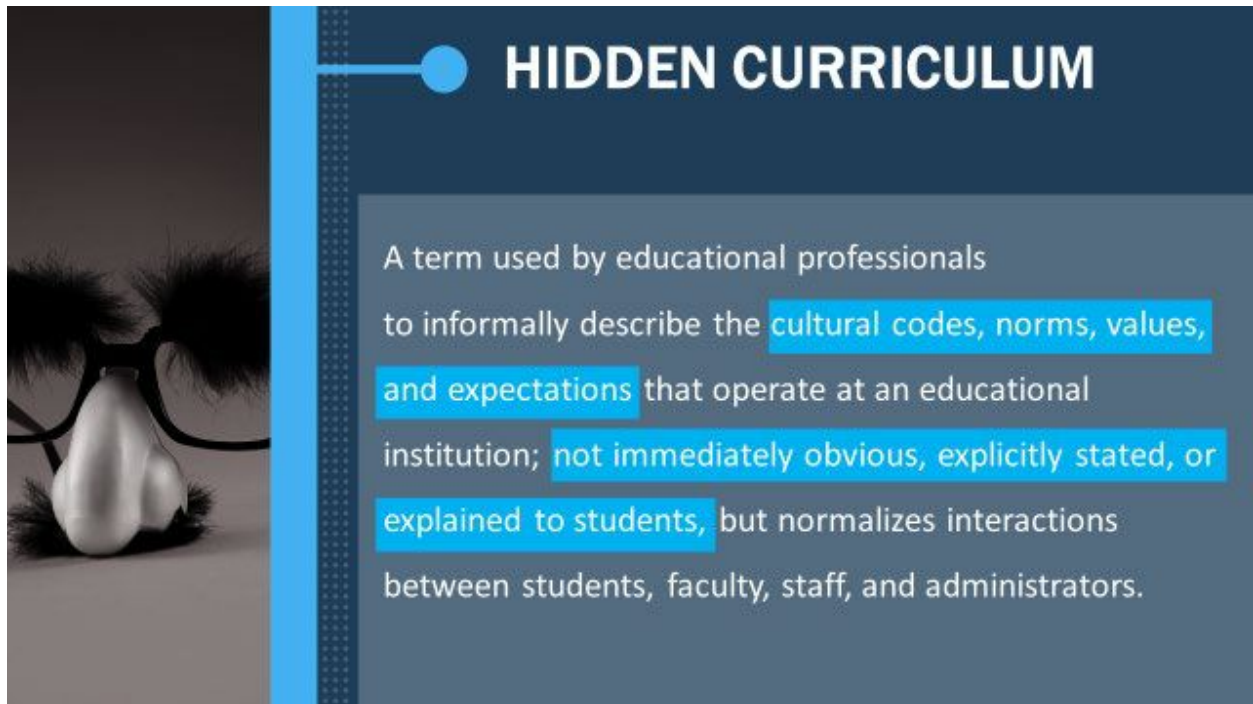 HIDDEN CURRICULUM
A term used by educational professionals
to informally describe the cultural codes, norms, values,
and expectations that operate at an educational
institution; not immediately obvious, explicitly stated, or
explained to students, but normalizes interactions
between students, faculty, staff, and administrators.